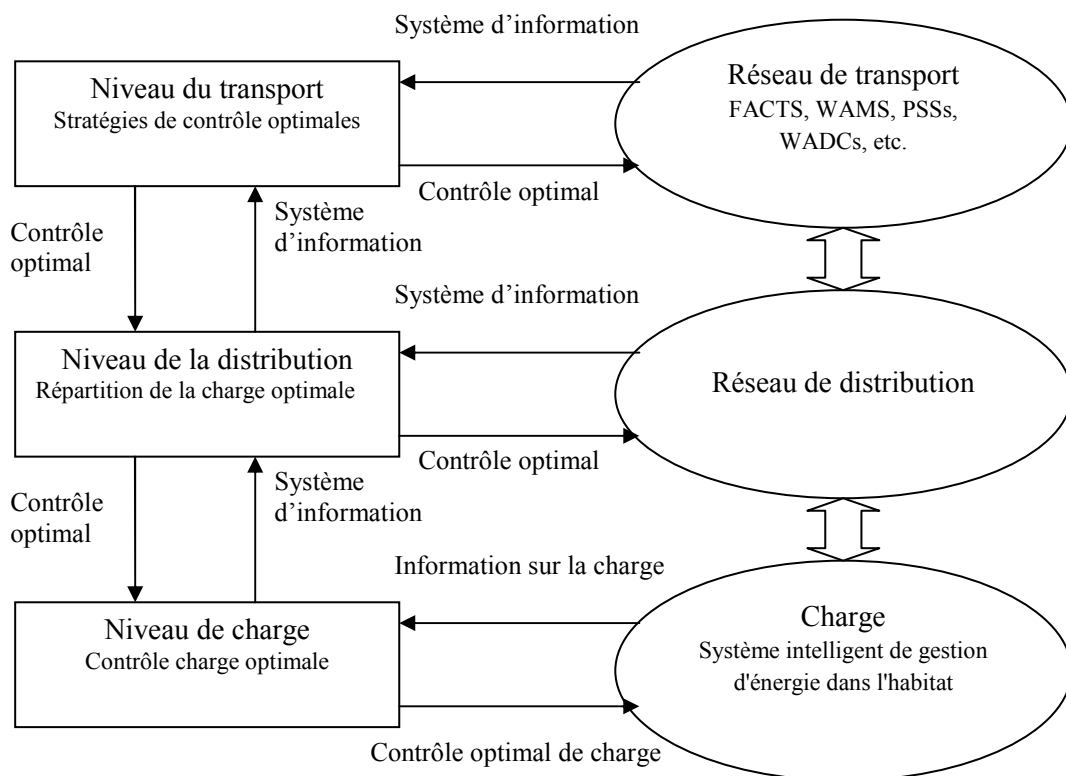 Système d’information
Niveau du transport
Stratégies de contrôle optimales
Réseau de transport
FACTS, WAMS, PSSs,
WADCs, etc.
Contrôle optimal
Contrôle
optimal
Système
d’information
Système d’information
Niveau de la distribution
Répartition de la charge optimale
Réseau de distribution
Contrôle optimal
Contrôle
optimal
Système
d’information
Information sur la charge
Niveau de charge
Contrôle charge optimale
Charge
Système intelligent de gestion
d'énergie dans l'habitat
Contrôle optimal de charge